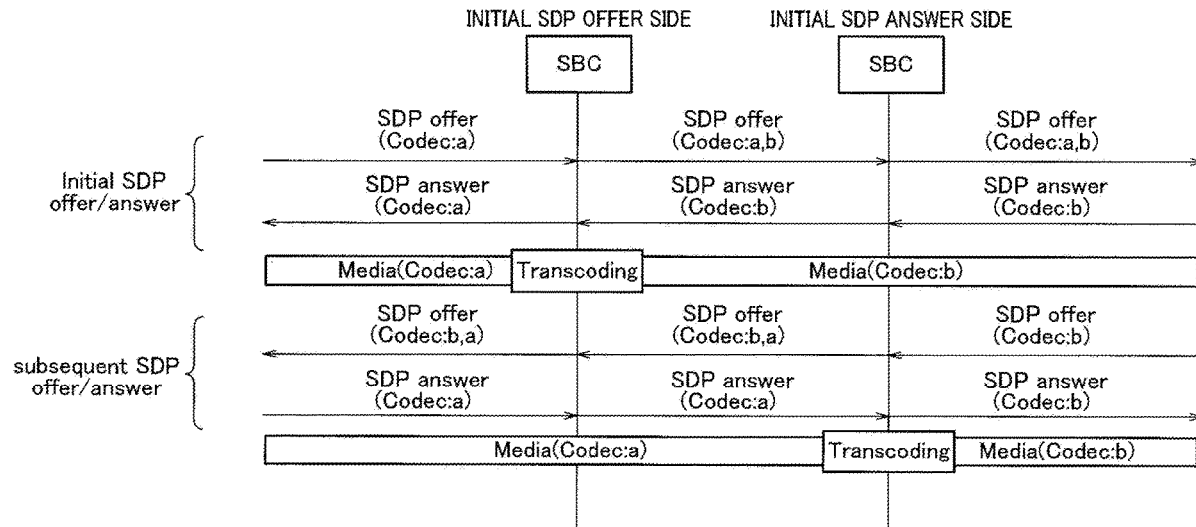 INITIAL SDP OFFER SIDE
INITIAL SDP ANSWER SIDE
SBC
SBC
SDP offer
(Codec:a)
SDP offer
(Codec:a,b)
SDP offer
(Codec:a,b)
Initial SDP
offer/answer
SDP answer
(Codec:a)
SDP answer
(Codec:b)
SDP answer
(Codec:b)
Media(Codec:a)
Transcoding
Media(Codec:b)
SDP offer
(Codec:b,a)
SDP offer
(Codec:b,a)
SDP offer
(Codec:b)
subsequent SDP
offer/answer
SDP answer
(Codec:a)
SDP answer
(Codec:a)
SDP answer
(Codec:b)
Media(Codec:a)
Transcoding
Media(Codec:b)